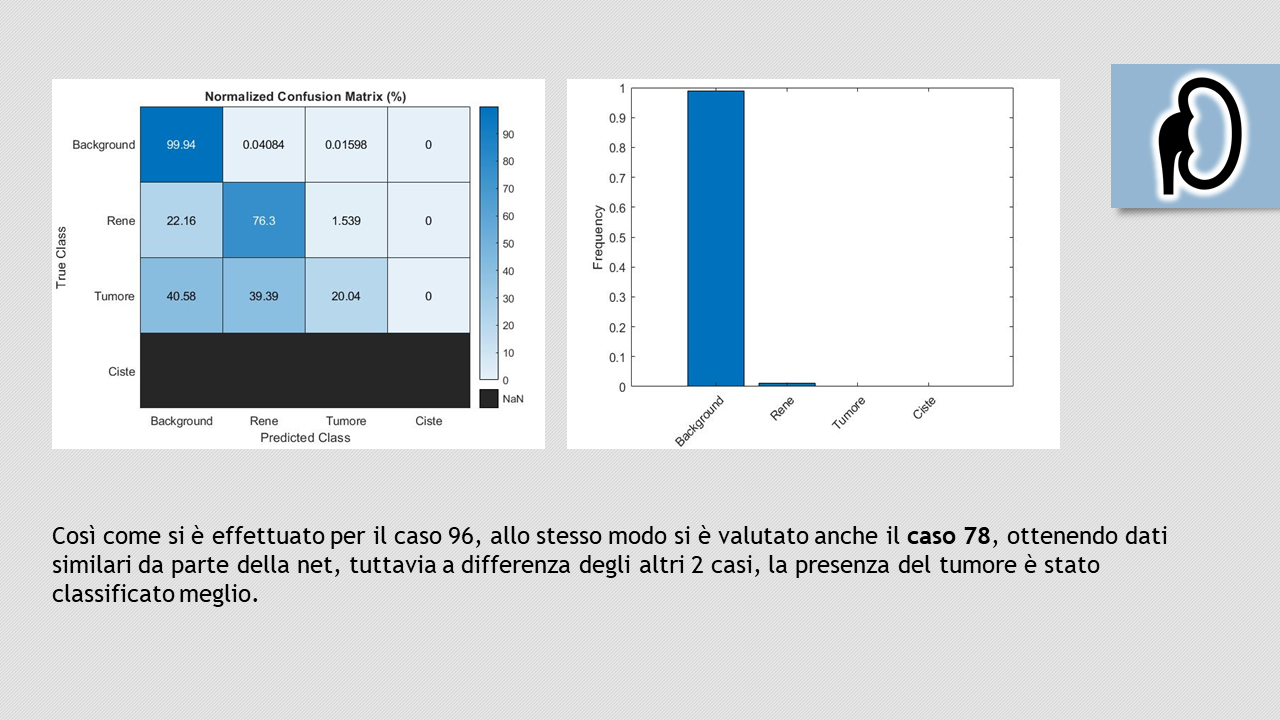 Normalized Confusion Matrix (%)
True Class
Background
99.94
0.04084
0.01598
0
Rene
22.16
76.3
1.539
0
Tumore
40.58
39.39
20.04
0
Ciste
Background
Rene
Tumore
Ciste
Predicted Class
90
80
70
60
50
40
30
20
10
0
NaN
Frequency
1
0.9
0.8
0.7
0.6
0.5
0.4
0.3
0.2
0.1
0
Background
Rene
Tumore
Ciste
Così come si è effettuato per il caso 96, allo stesso modo si è valutato anche il caso 78, ottenendo dati
similari da parte della net, tuttavia a differenza degli altri 2 casi, la presenza del tumore è stato
classificato meglio.